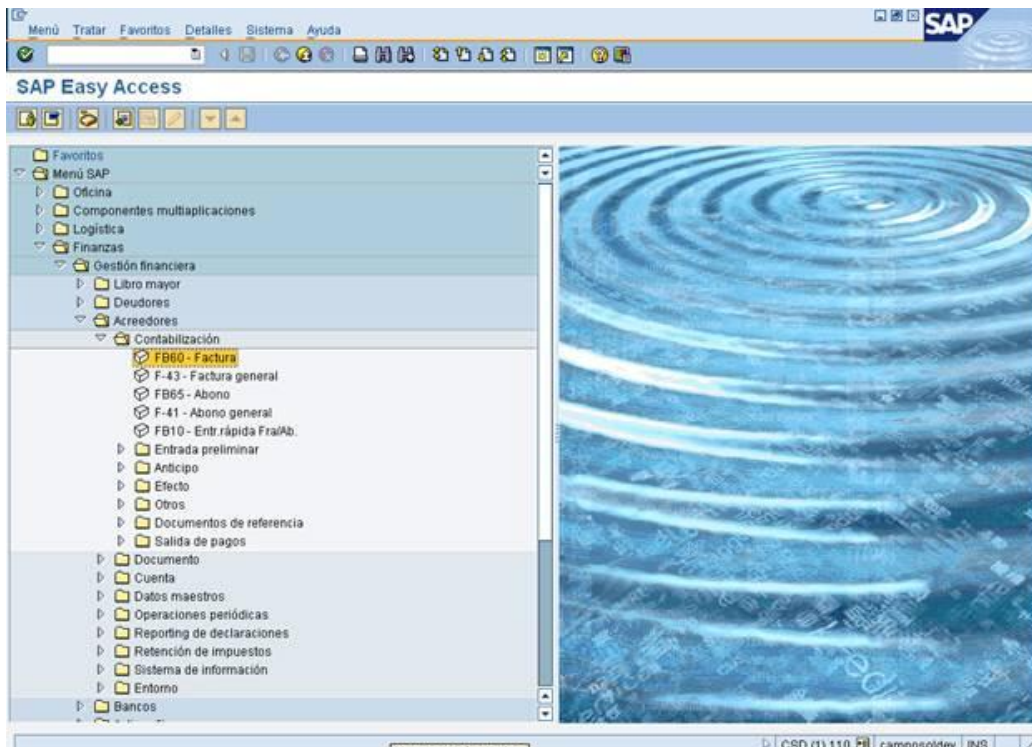 Menú Tratar Favoritos Detalles Sistema Ayuda
SAP
SAP Easy Access
Favoritos
Menú SAP
Oficina
Componentes multiaplicaciones
Logística
Finanzas
Gestión financiera
Libro mayor
Deudores
Acreedores
Contabilización
FB60 - Factura
F-43 - Factura general
FB65 - Abono
F-41 - Abono general
FB10 - Entr.rápida Fra/Ab.
Entrada preliminar
Anticipo
Efecto
Otros
Documentos de referencia
Salida de pagos
Documento
Cuenta
Datos maestros
Operaciones periódicas
Reporting de declaraciones
Retención de impuestos
Sistema de información
Entorno
Bancos
CSD (1) 110 camposoldev INS